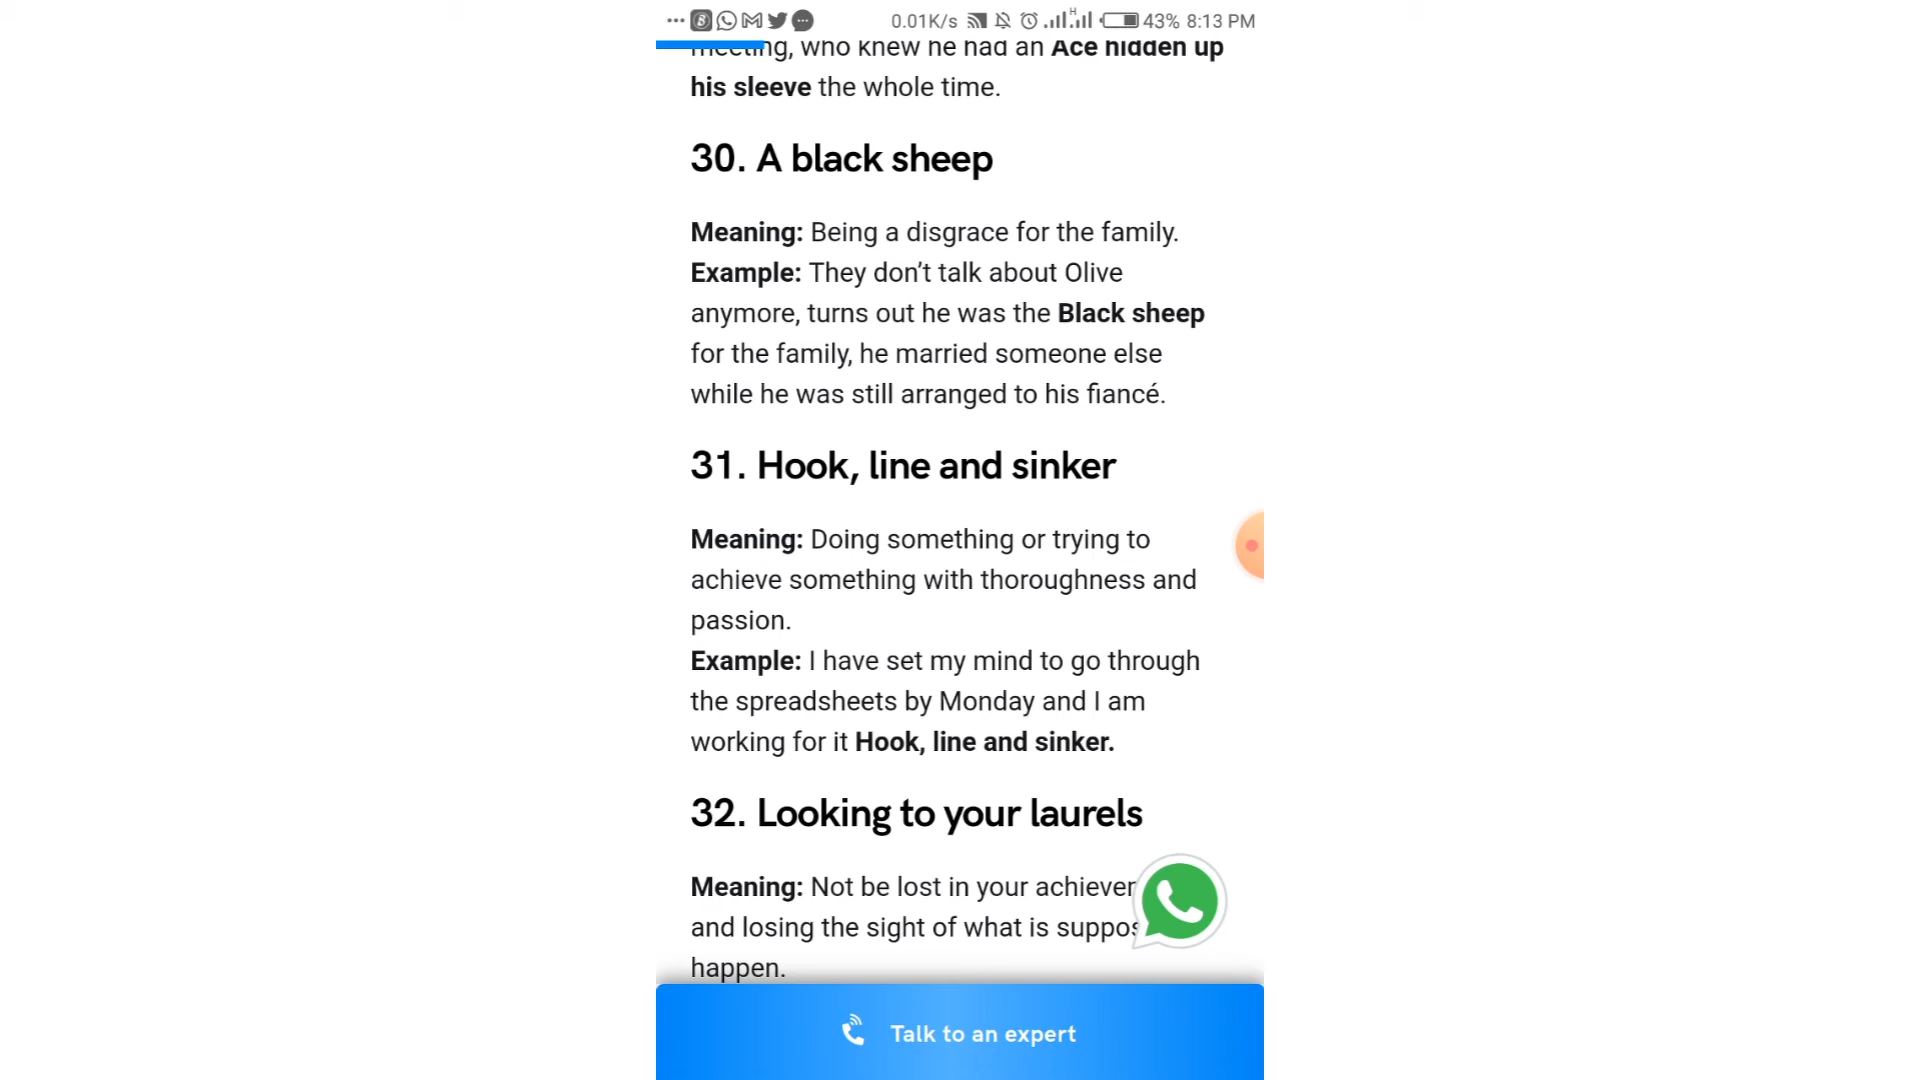 0.01K/s 43% 8:13 PM
meeting, who knew he had an Ace hidden up
his sleeve the whole time.
30. A black sheep
Meaning: Being a disgrace for the family.
Example: They don’t talk about Olive
anymore, turns out he was the Black sheep
for the family, he married someone else
while he was still arranged to his fiancé.
31. Hook, line and sinker
Meaning: Doing something or trying to
achieve something with thoroughness and
passion.
Example: I have set my mind to go through
the spreadsheets by Monday and I am
working for it Hook, line and sinker.
32. Looking to your laurels
Meaning: Not be lost in your
and losing the sight of what is
happen.
Talk to an expert